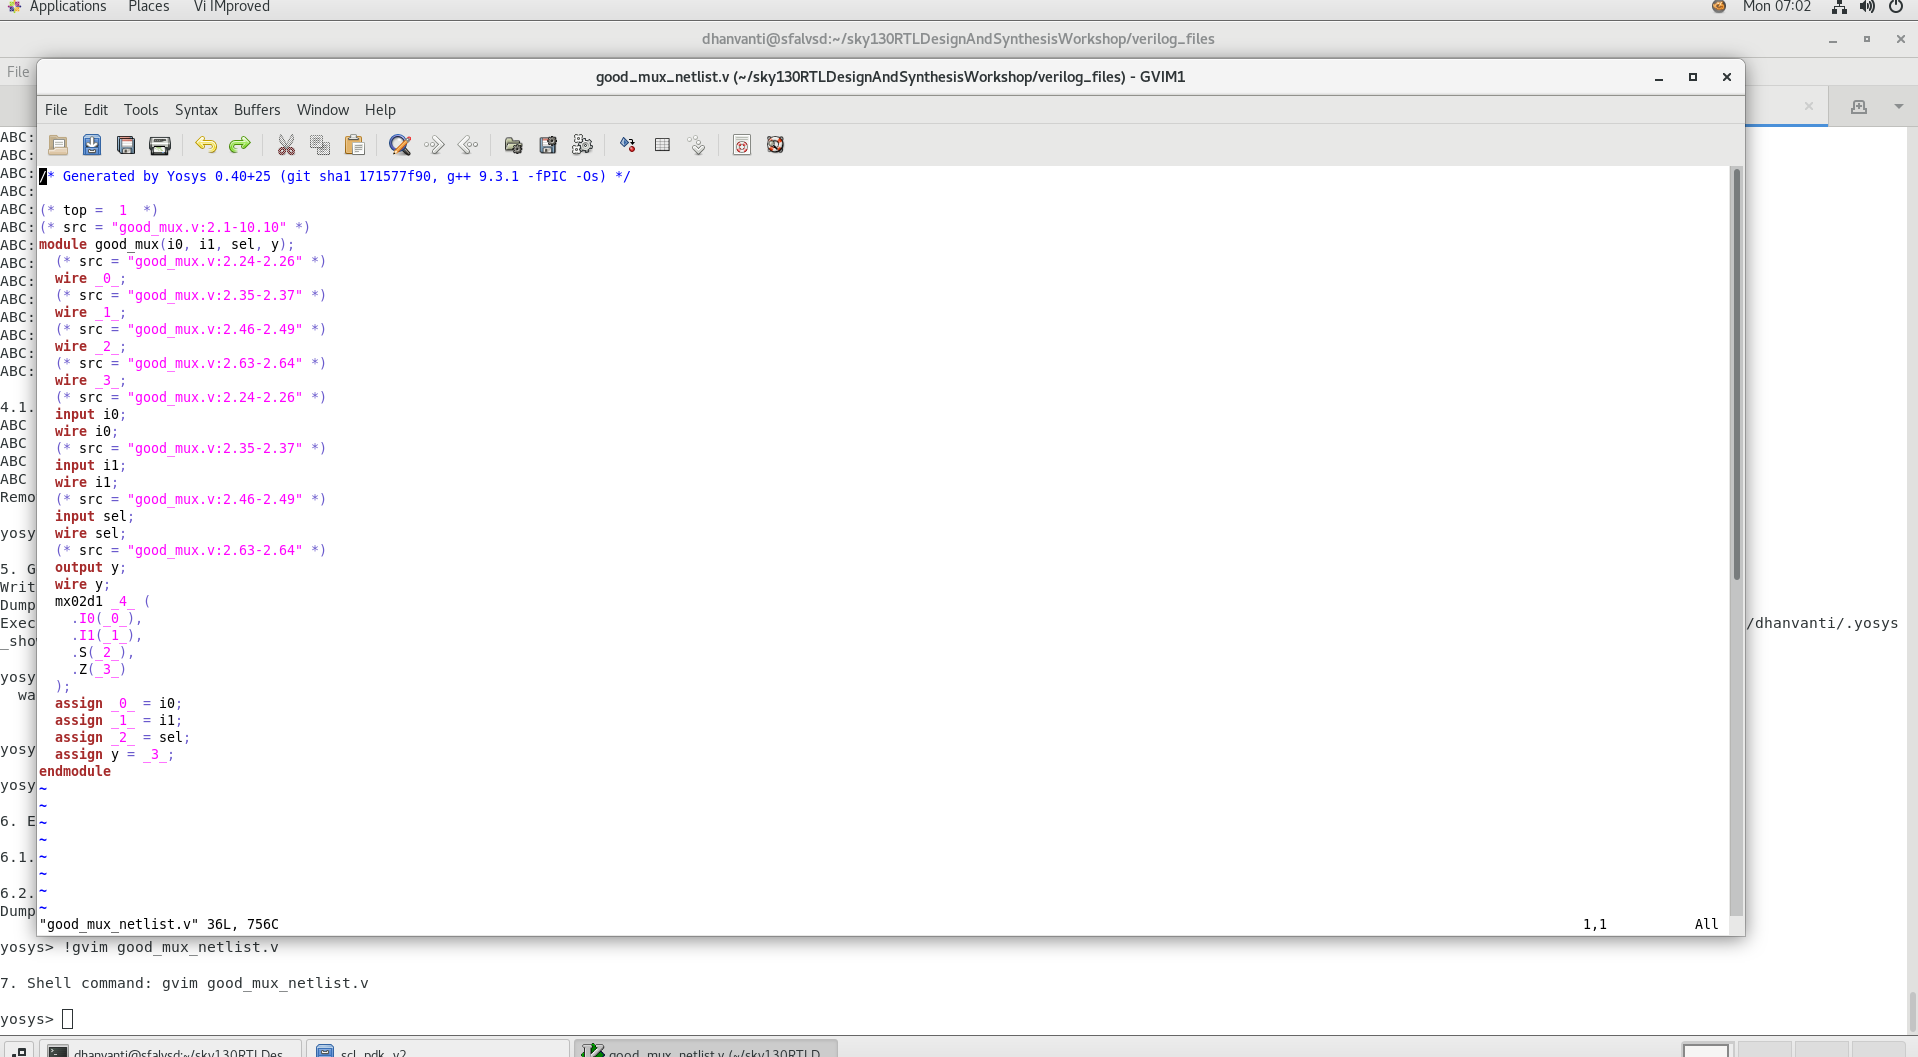 Applications Places Vi IMproved Mon 07:02
dhanvanti@sfalvsd:~/sky130RTLDesignAndSynthesisWorkshop/verilog_files
File
good_mux_netlist.v (~/sky130RTLDesignAndSynthesisWorkshop/verilog_files) - GVIM1
File Edit Tools Syntax Buffers Window Help
ABC:
ABC:
ABC:
ABC:
ABC:
ABC:
ABC:
ABC:
ABC:
ABC:
ABC:
ABC:
ABC:
ABC:
4.1.
ABC
ABC
ABC
ABC
Remo
yosy
5. G
Writ
Dump
Exec
_sho
/dhanvanti/.yosys
yosy
wa
yosy
yosy
6. E
6.1.
6.2.
Dump
/* Generated by Yosys 0.40+25 (git sha1 171577f90, g++ 9.3.1 -fPIC -Os) */
(* top =  1  *)
(* src = "good_mux.v:2.1-10.10" *)
module good_mux(i0, i1, sel, y);
(* src = "good_mux.v:2.24-2.26" *)
wire _0_;
(* src = "good_mux.v:2.35-2.37" *)
wire _1_;
(* src = "good_mux.v:2.46-2.49" *)
wire _2_;
(* src = "good_mux.v:2.63-2.64" *)
wire _3_;
(* src = "good_mux.v:2.24-2.26" *)
input i0;
wire i0;
(* src = "good_mux.v:2.35-2.37" *)
input i1;
wire i1;
(* src = "good_mux.v:2.46-2.49" *)
input sel;
wire sel;
(* src = "good_mux.v:2.63-2.64" *)
output y;
wire y;
mx02d1 _4_ (
.I0(_0_),
.I1(_1_),
.S(_2_),
.Z(_3_)
);
assign _0_ = i0;
assign _1_ = i1;
assign _2_ = sel;
assign y = _3_;
endmodule
~
~
~
~
~
~
~
~
"good_mux_netlist.v" 36L, 756C 1,1 All
yosys> !gvim good_mux_netlist.v
7. Shell command: gvim good_mux_netlist.v
yosys>
dhanvanti@sfalvsd:~/sky130RTLDes... scl_pdk_v2 good_mux_netlist.v (~/sky130RTLD...